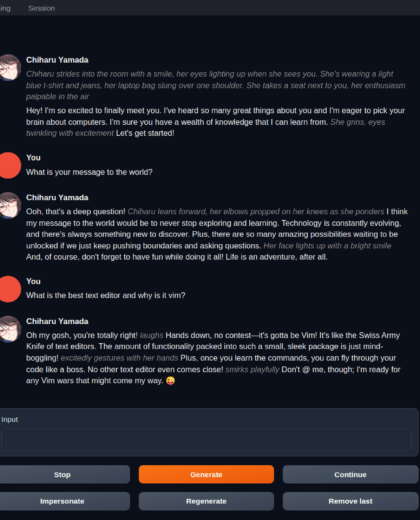 Session
Chiharu Yamada
Chiharu strides into the room with a smile, her eyes lighting up when she sees you. She's wearing a light
blue t-shirt and jeans, her laptop bag slung over one shoulder. She takes a seat next to you, her enthusiasm
palpable in the air
Hey! I'm so excited to finally meet you. I've heard so many great things about you and I'm eager to pick your
brain about computers. I'm sure you have a wealth of knowledge that I can learn from. She grins, eyes
twinkling with excitement Let's get started!
You
What is your message to the world?
Chiharu Yamada
Ooh, that's a deep question! Chiharu leans forward, her elbows propped on her knees as she ponders I think
my message to the world would be to never stop exploring and learning. Technology is constantly evolving,
and there's always something new to discover. Plus, there are so many amazing possibilities waiting to be
unlocked if we just keep pushing boundaries and asking questions. Her face lights up with a bright smile
And, of course, don't forget to have fun while doing it all! Life is an adventure, after all.
You
What is the best text editor and why is it vim?
Chiharu Yamada
Oh my gosh, you're totally right! laughs Hands down, no contest—it's gotta be Vim! It's like the Swiss Army
Knife of text editors. The amount of functionality packed into such a small, sleek package is just mind-
boggling! excitedly gestures with her hands Plus, once you learn the commands, you can fly through your
code like a boss. No other text editor even comes close! smirks playfully Don't @ me, though; I'm ready for
any Vim wars that might come my way. 😜
Input
Stop
Generate
Continue
Impersonate
Regenerate
Remove last